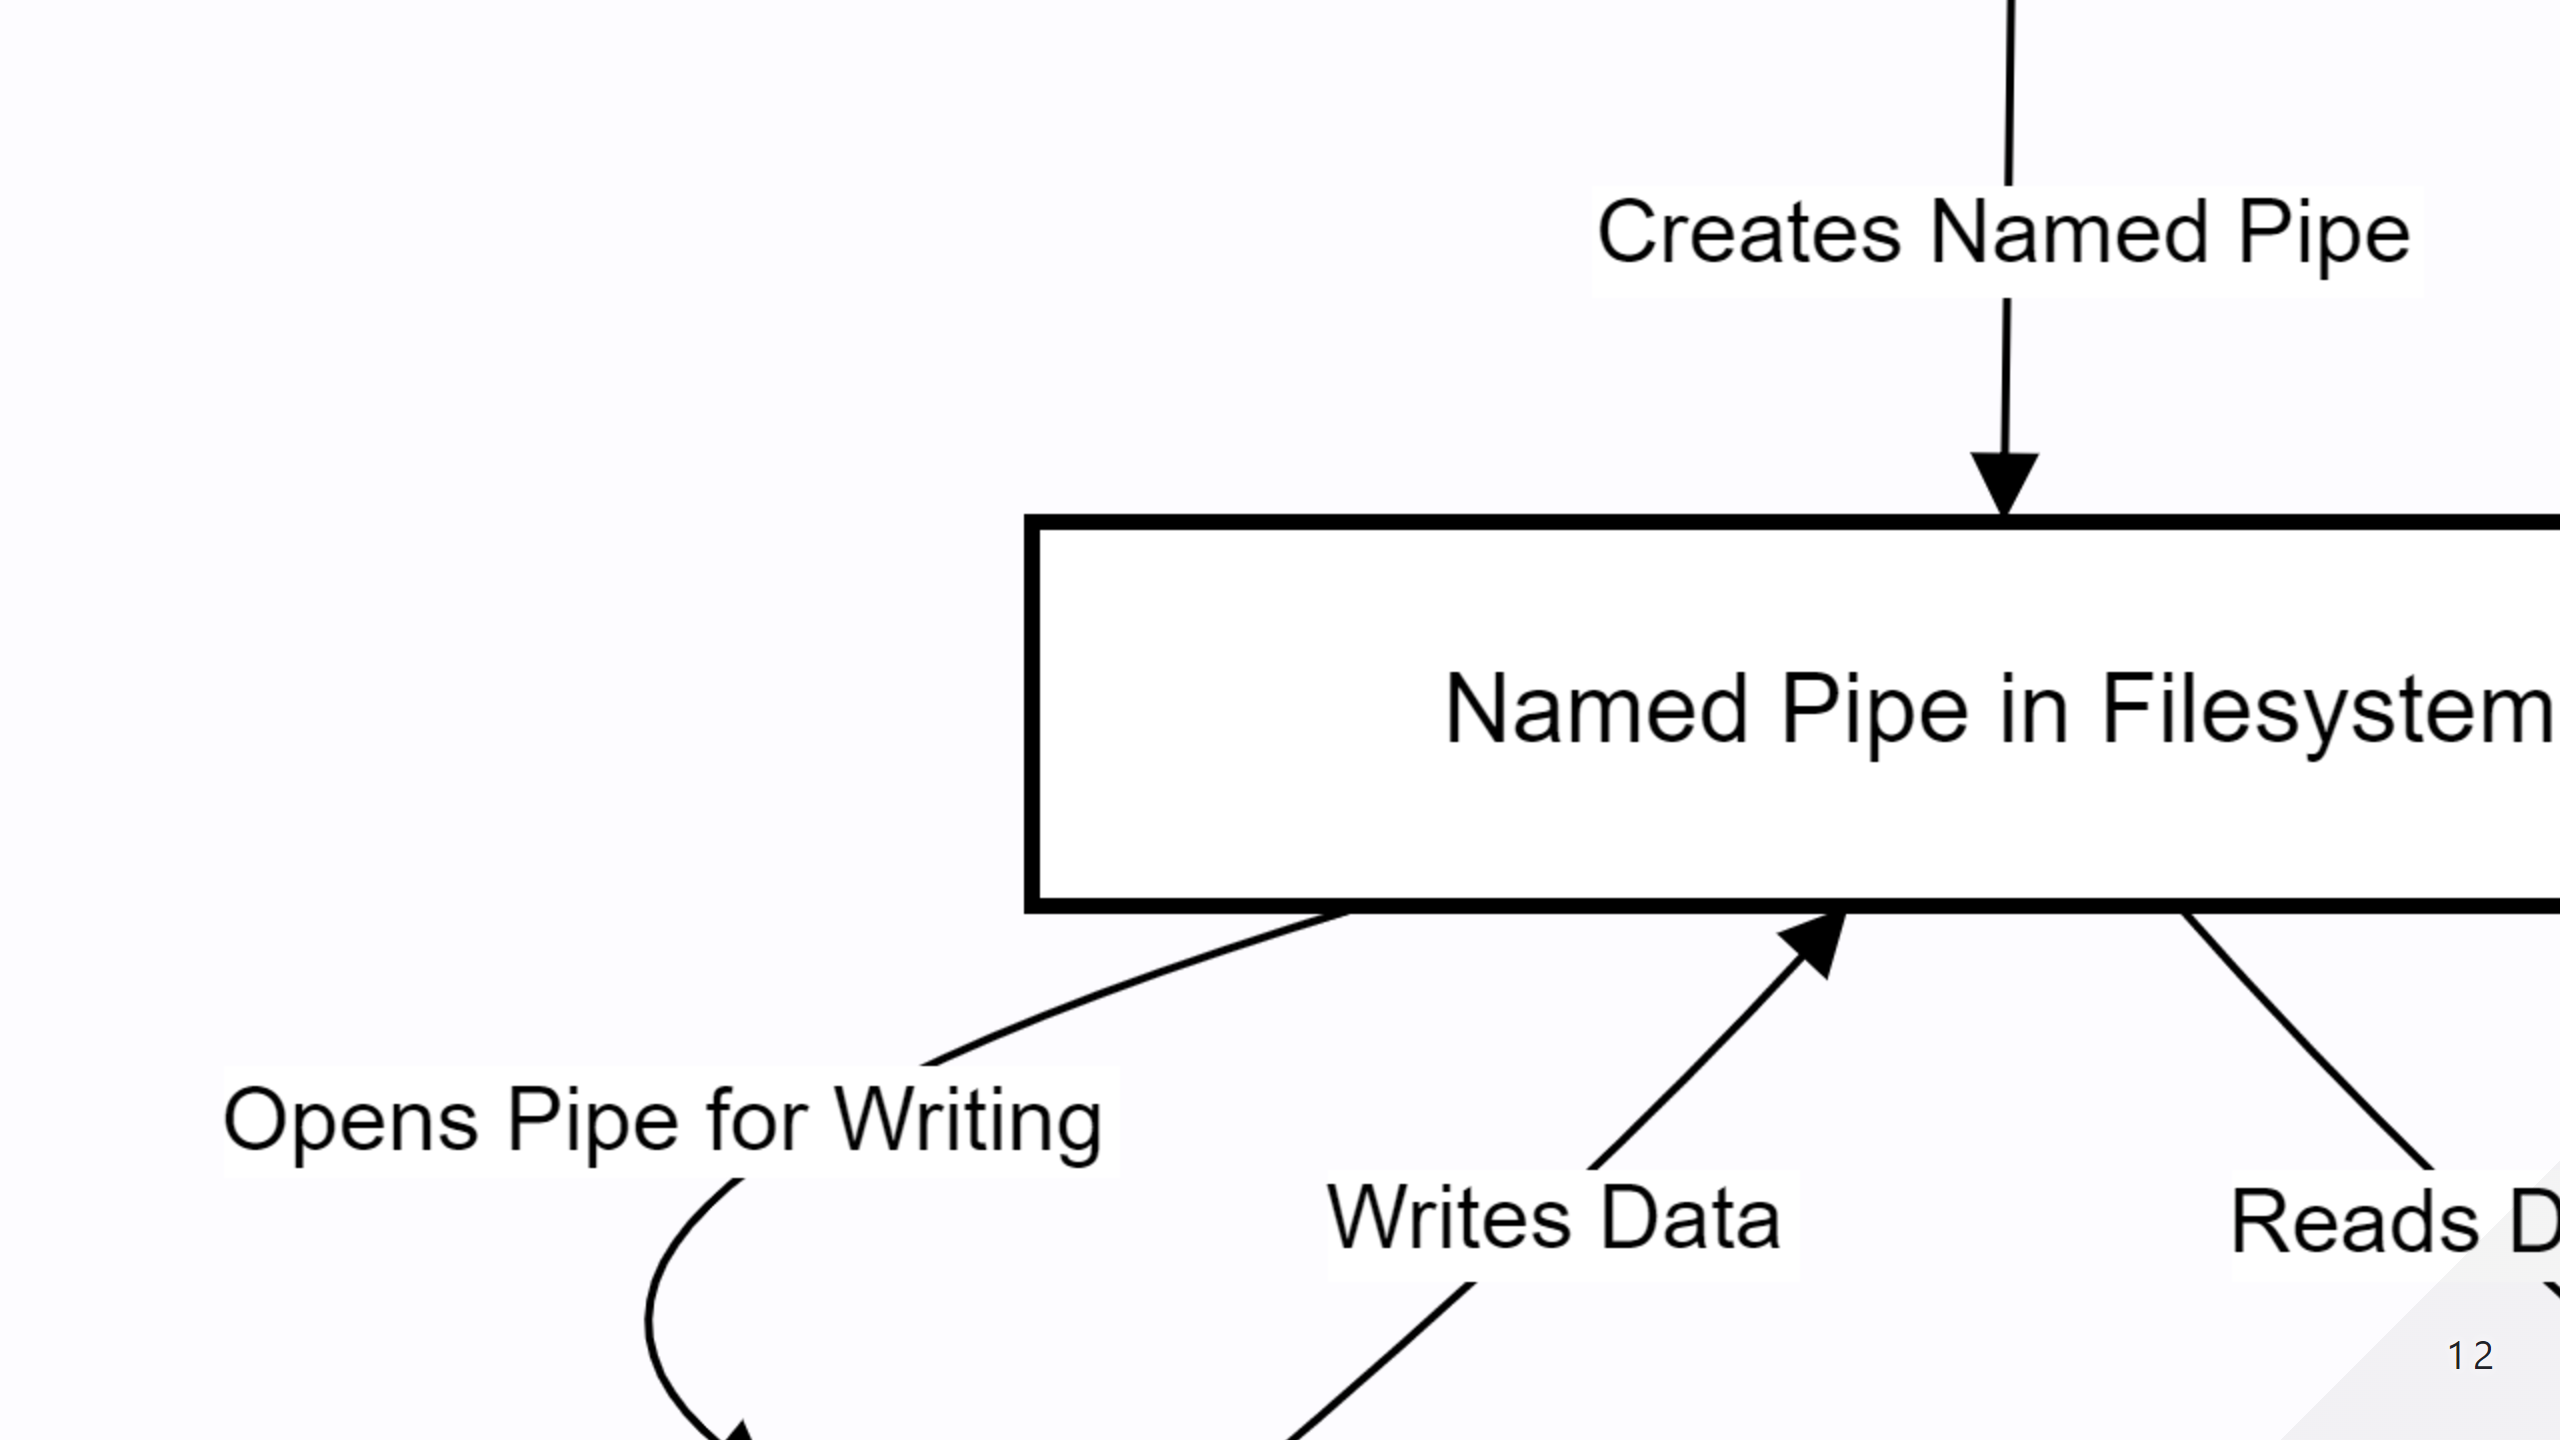 Creates Named Pipe
Named Pipe in Filesystem
Opens Pipe for Writing
Writes Data
Reads
12